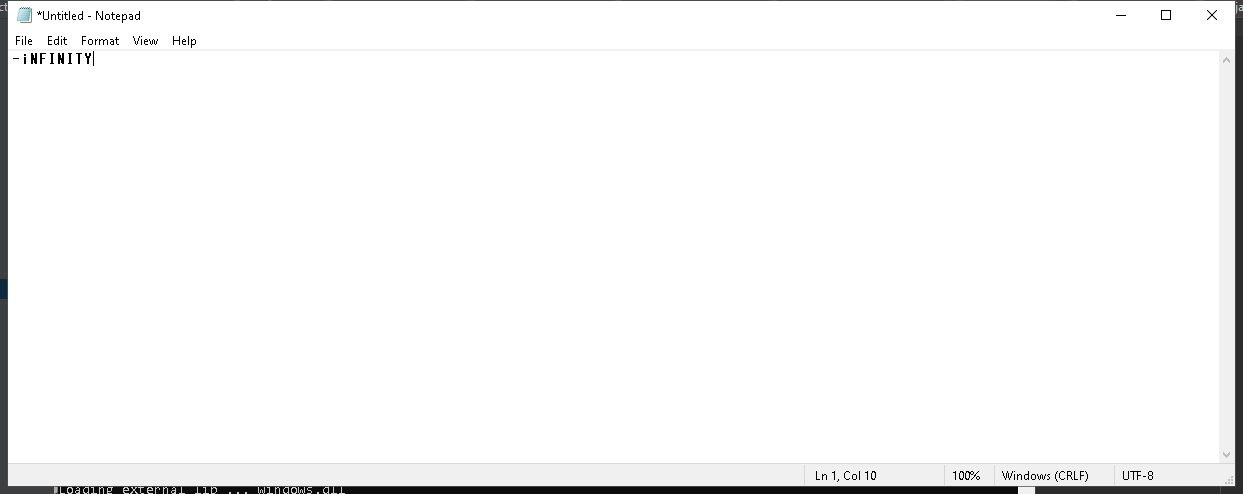 *Untitled - Notepad
File Edit Format View Help
-iNFINITY
Ln 1, Col 10 100% Windows (CRLF) UTF-8
Loading external lib ... windows.dll